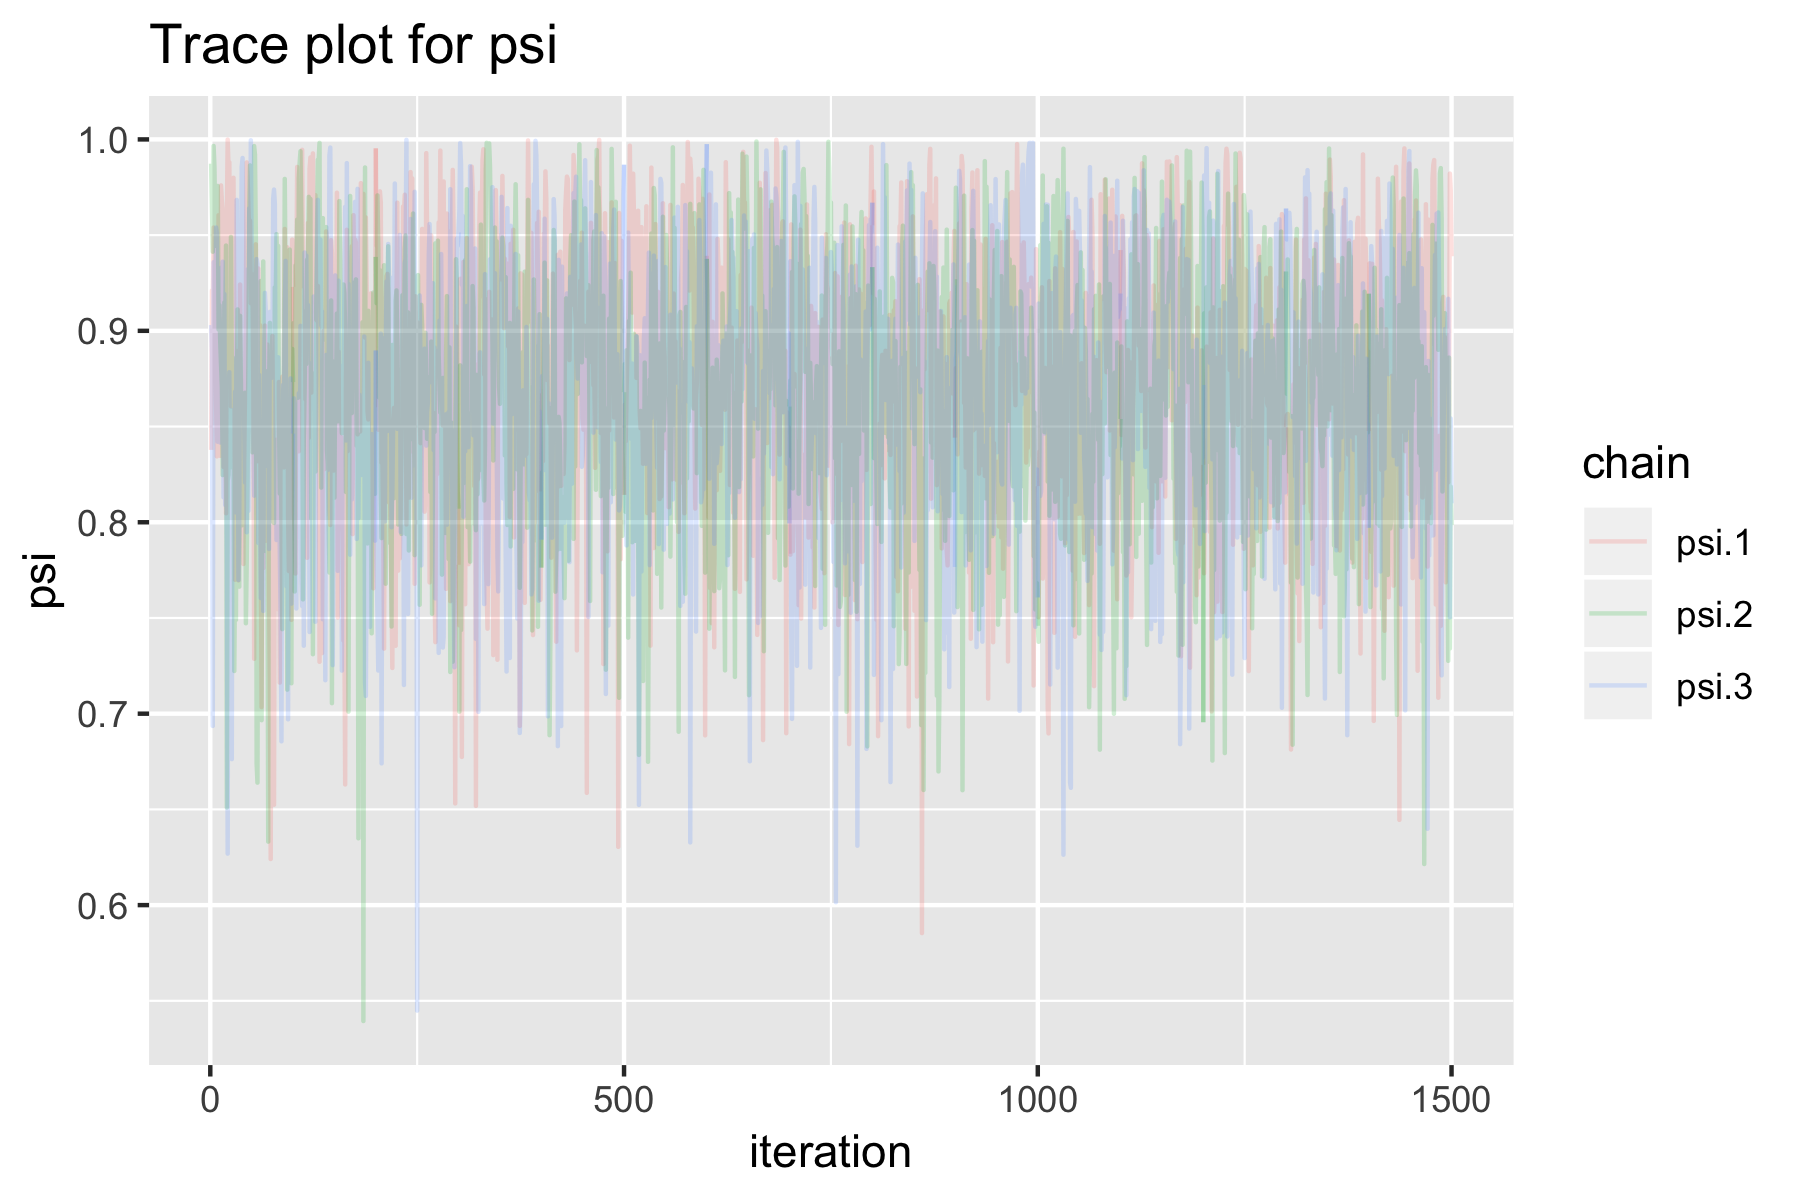 Trace plot for psi
1.0
0.9
0.8
0.7
0.6
psi
0 500 1000 1500
iteration
chain
psi.1
psi.2
psi.3